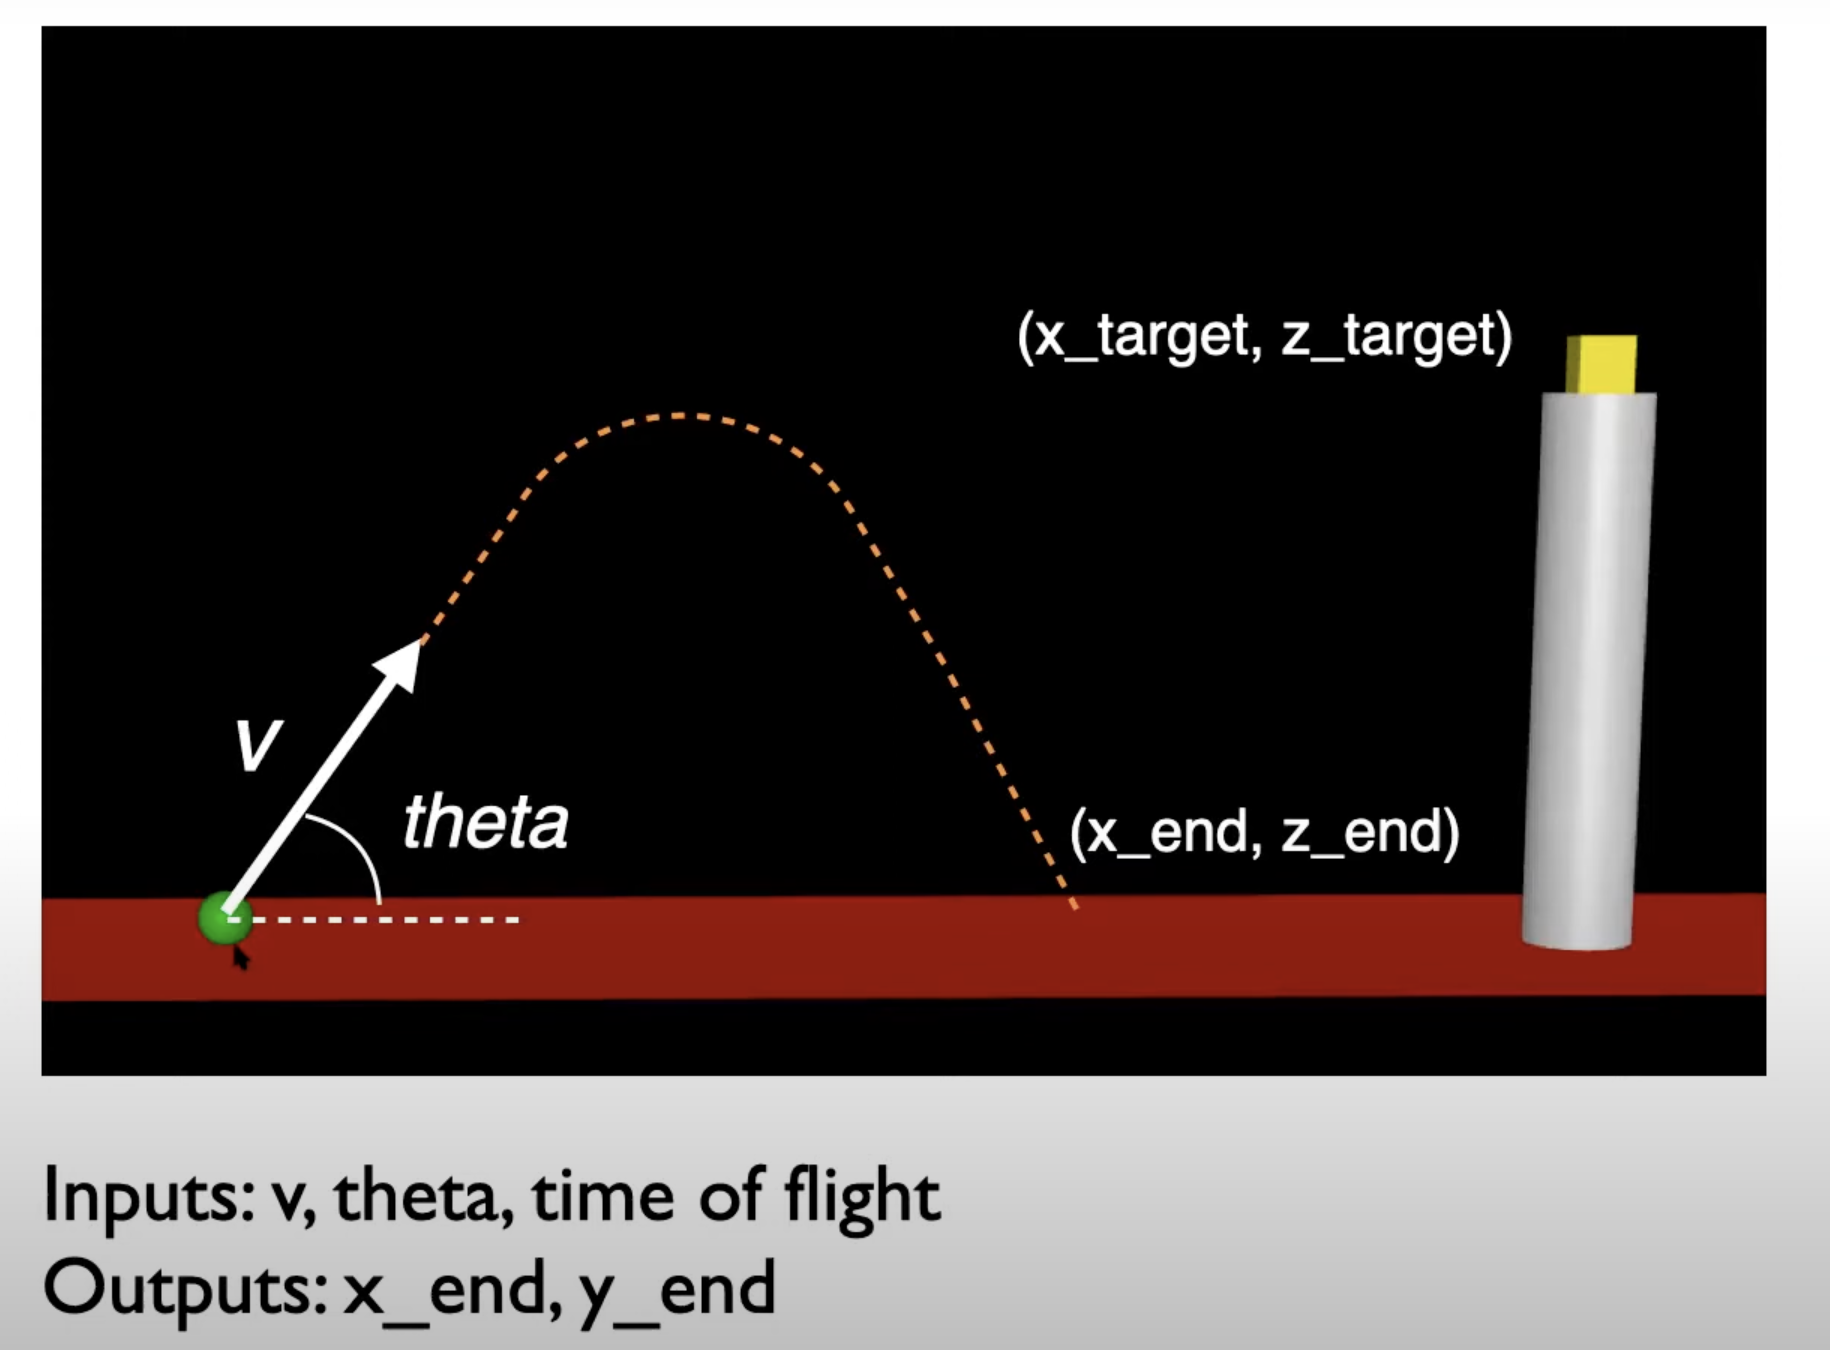 (x_target, z_target)
v
theta
(x_end, z_end)
Inputs: v, theta, time of flight
Outputs: x_end, y_end